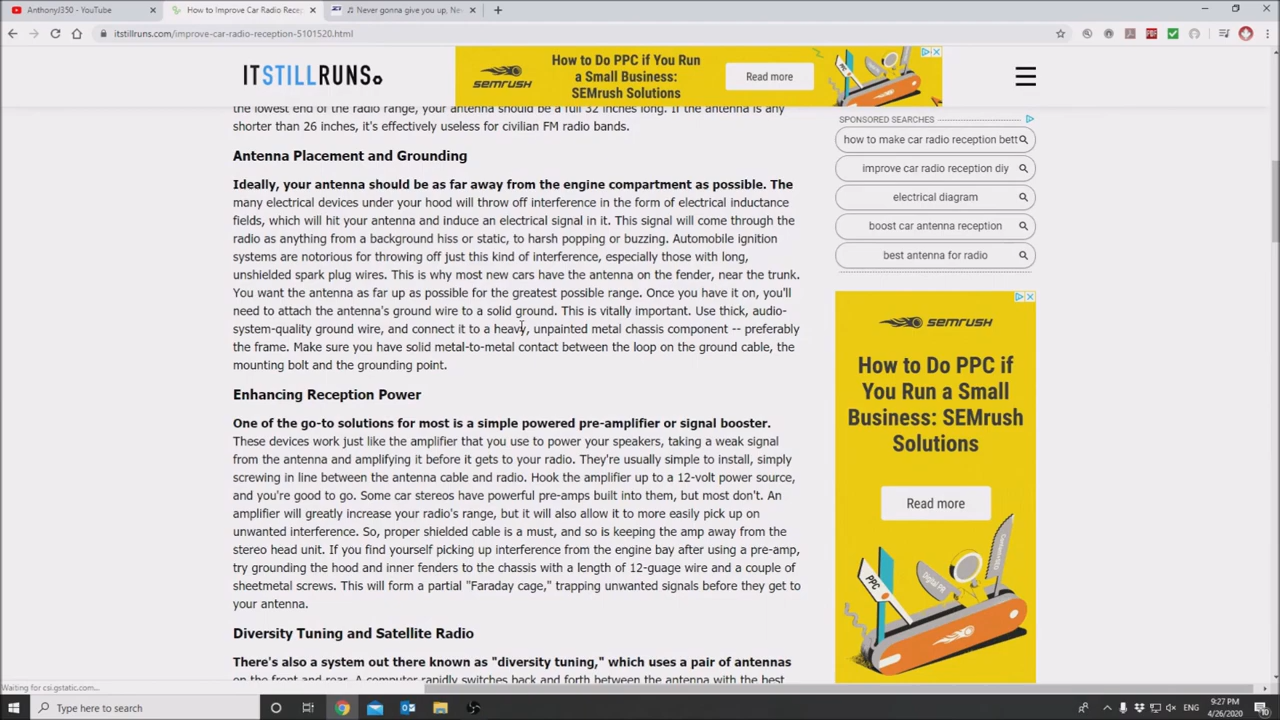 AnthonyJ350 - YouTube
How to Improve Car Radio Rece
Never gonna give you up, Ne
itstillruns.com/improve-car-radio-reception-5101520.html
ITSTILLRUNS
SEMRUSH
How to Do PPC if You Run
a Small Business:
SEMrush Solutions
Read more
the lowest end of the radio range, your antenna should be a full 32 inches long. If the antenna is any
shorter than 26 inches, it's effectively useless for civilian FM radio bands.
Antenna Placement and Grounding
Ideally, your antenna should be as far away from the engine compartment as possible. The
many electrical devices under your hood will throw off interference in the form of electrical inductance
fields, which will hit your antenna and induce an electrical signal in it. This signal will come through the
radio as anything from a background hiss or static, to harsh popping or buzzing. Automobile ignition
systems are notorious for throwing off just this kind of interference, especially those with long,
unshielded spark plug wires. This is why most new cars have the antenna on the fender, near the trunk.
You want the antenna as far up as possible for the greatest possible range. Once you have it on, you'll
need to attach the antenna's ground wire to a solid ground. This is vitally important. Use thick, audio-
system-quality ground wire, and connect it to a heavy, unpainted metal chassis component -- preferably
the frame. Make sure you have solid metal-to-metal contact between the loop on the ground cable, the
mounting bolt and the grounding point.
Enhancing Reception Power
One of the go-to solutions for most is a simple powered pre-amplifier or signal booster.
These devices work just like the amplifier that you use to power your speakers, taking a weak signal
from the antenna and amplifying it before it gets to your radio. They're usually simple to install, simply
screwing in line between the antenna cable and radio. Hook the amplifier up to a 12-volt power source,
and you're good to go. Some car stereos have powerful pre-amps built into them, but most don't. An
amplifier will greatly increase your radio's range, but it will also allow it to more easily pick up on
unwanted interference. So, proper shielded cable is a must, and so is keeping the amp away from the
stereo head unit. If you find yourself picking up interference from the engine bay after using a pre-amp,
try grounding the hood and inner fenders to the chassis with a length of 12-guage wire and a couple of
sheetmetal screws. This will form a partial "Faraday cage," trapping unwanted signals before they get to
your antenna.
Diversity Tuning and Satellite Radio
There's also a system out there known as "diversity tuning," which uses a pair of antennas
on the front and rear. A computer rapidly switches back and forth between the antenna with the best
SPONSORED SEARCHES
how to make car radio reception bett
improve car radio reception diy
electrical diagram
boost car antenna reception
best antenna for radio
SEMRUSH
How to Do PPC if
You Run a Small
Business: SEMrush
Solutions
Read more
PPC
Waiting for csi.gstatic.com...
Type here to search
ENG
9:27 PM
4/26/2020